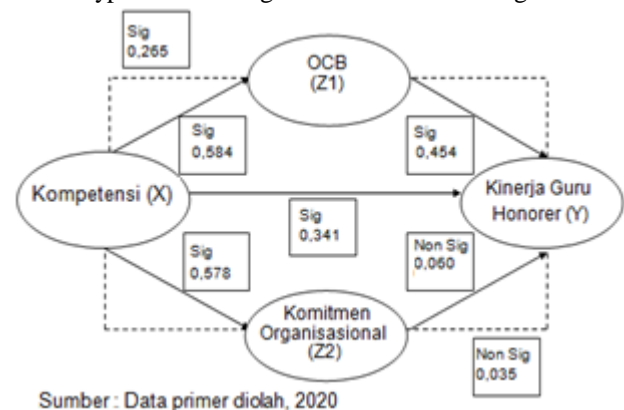 Sig
0,265
OCB
(Z1)
Sig
0,584
Sig
0,454
Kompetensi (X)
Kinerja Guru
Honorer (Y)
Sig
0,341
Sig
0,578
Non Sig
0,060
Komitmen
Organisasional
(Z2)
Non Sig
0,035
Sumber : Data primer diolah, 2020